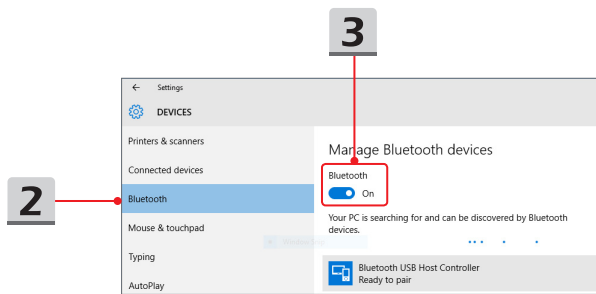 3
Settings
DEVICES
Printers & scanners
Manage Bluetooth devices
Connected devices
Bluetooth
On
2
Bluetooth
Your PC is searching for and can be discovered by Bluetooth
devices.
Mouse & touchpad
Typing
Bluetooth USB Host Controller
Ready to pair
AutoPlay